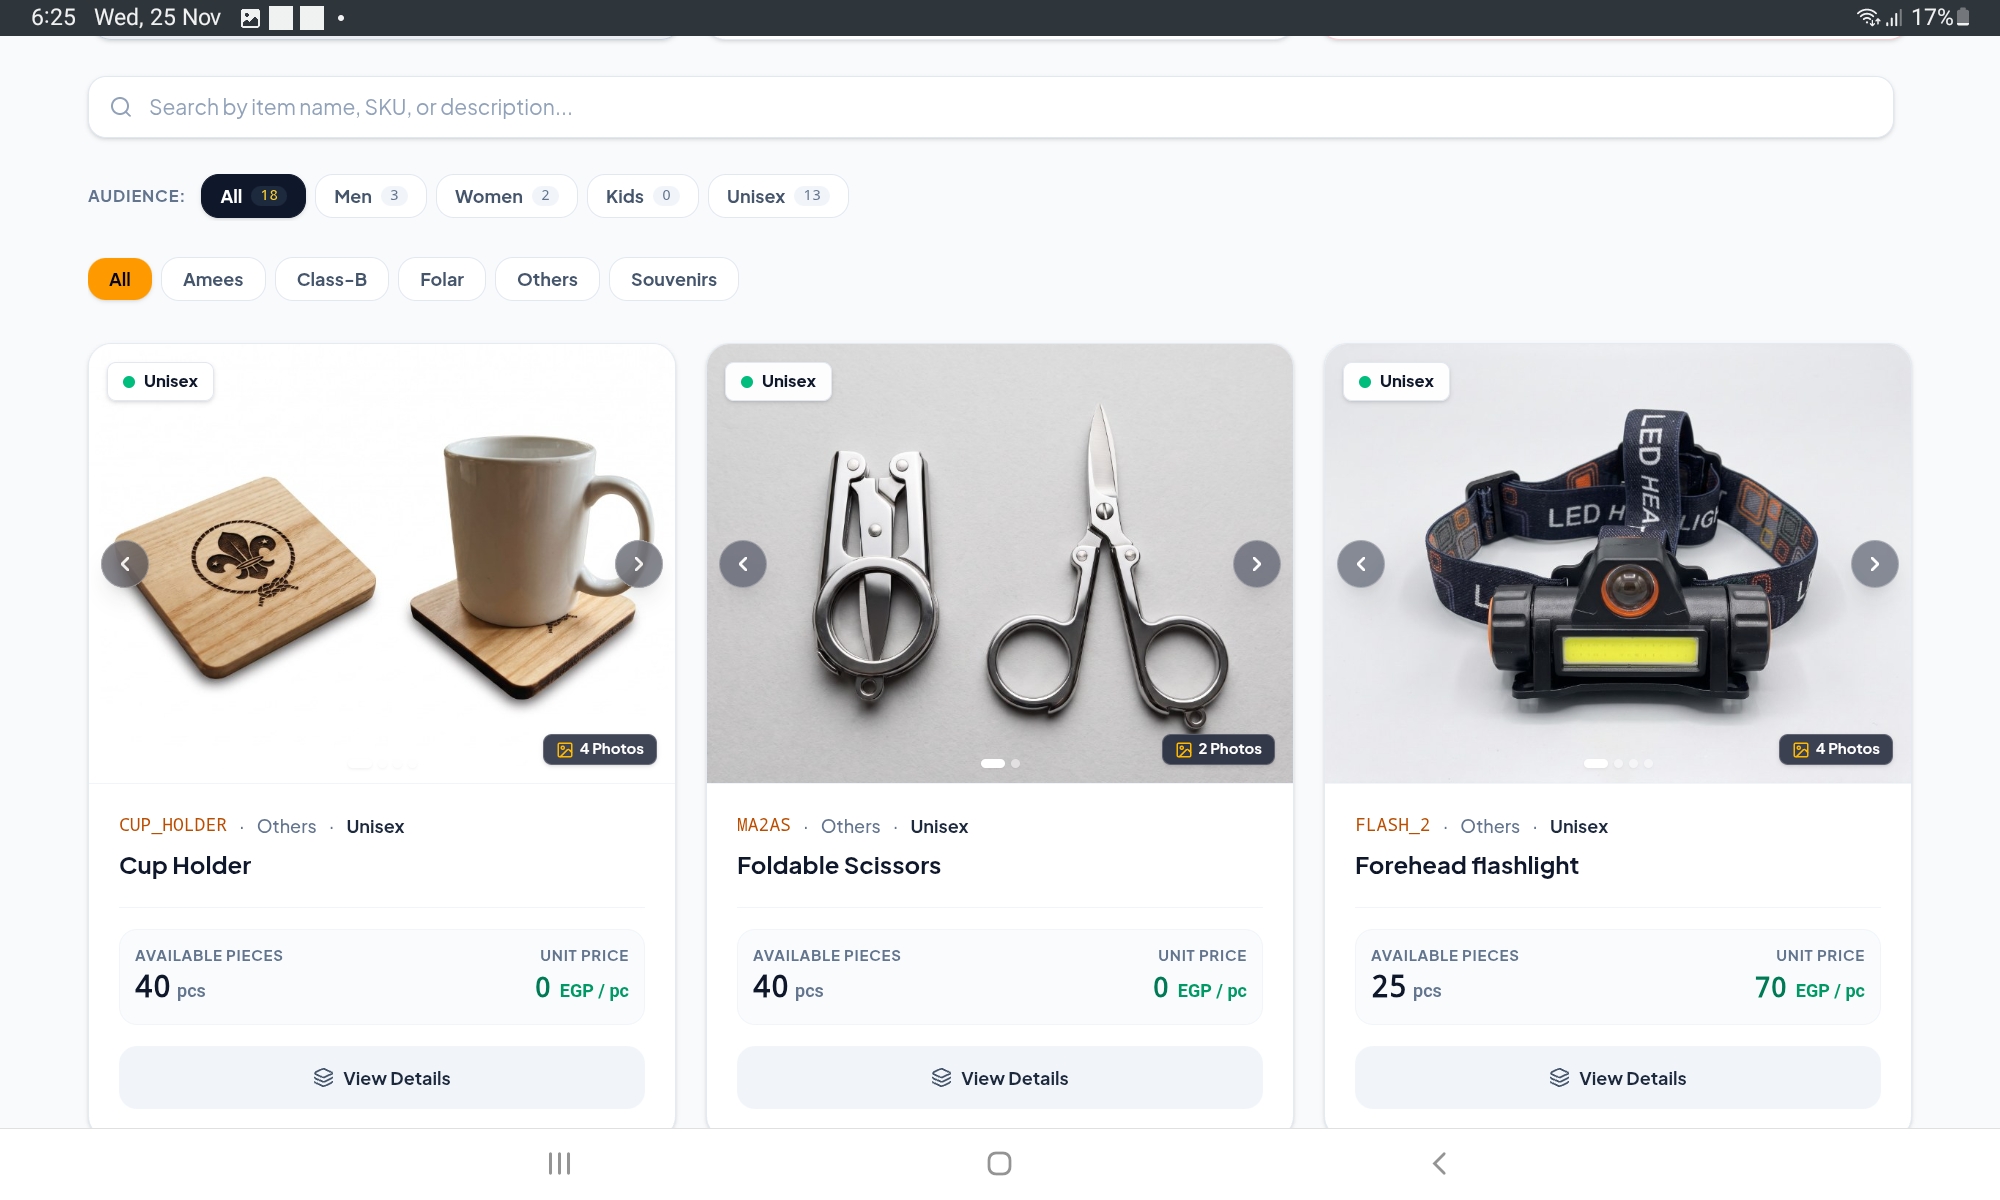 6:25 Wed, 25 Nov
17%
Search by item name, SKU, or description...
AUDIENCE: All 18 Men 3 Women 2 Kids 0 Unisex 13
All Amees Class-B Folar Others Souvenirs
Unisex
4 Photos
CUP_HOLDER · Others · Unisex
Cup Holder
AVAILABLE PIECES UNIT PRICE
40 pcs 0 EGP / pc
View Details
Unisex
2 Photos
MA2AS · Others · Unisex
Foldable Scissors
AVAILABLE PIECES UNIT PRICE
40 pcs 0 EGP / pc
View Details
Unisex
LED HEA
LED H LIGH
L L
4 Photos
FLASH_2 · Others · Unisex
Forehead flashlight
AVAILABLE PIECES UNIT PRICE
25 pcs 70 EGP / pc
View Details